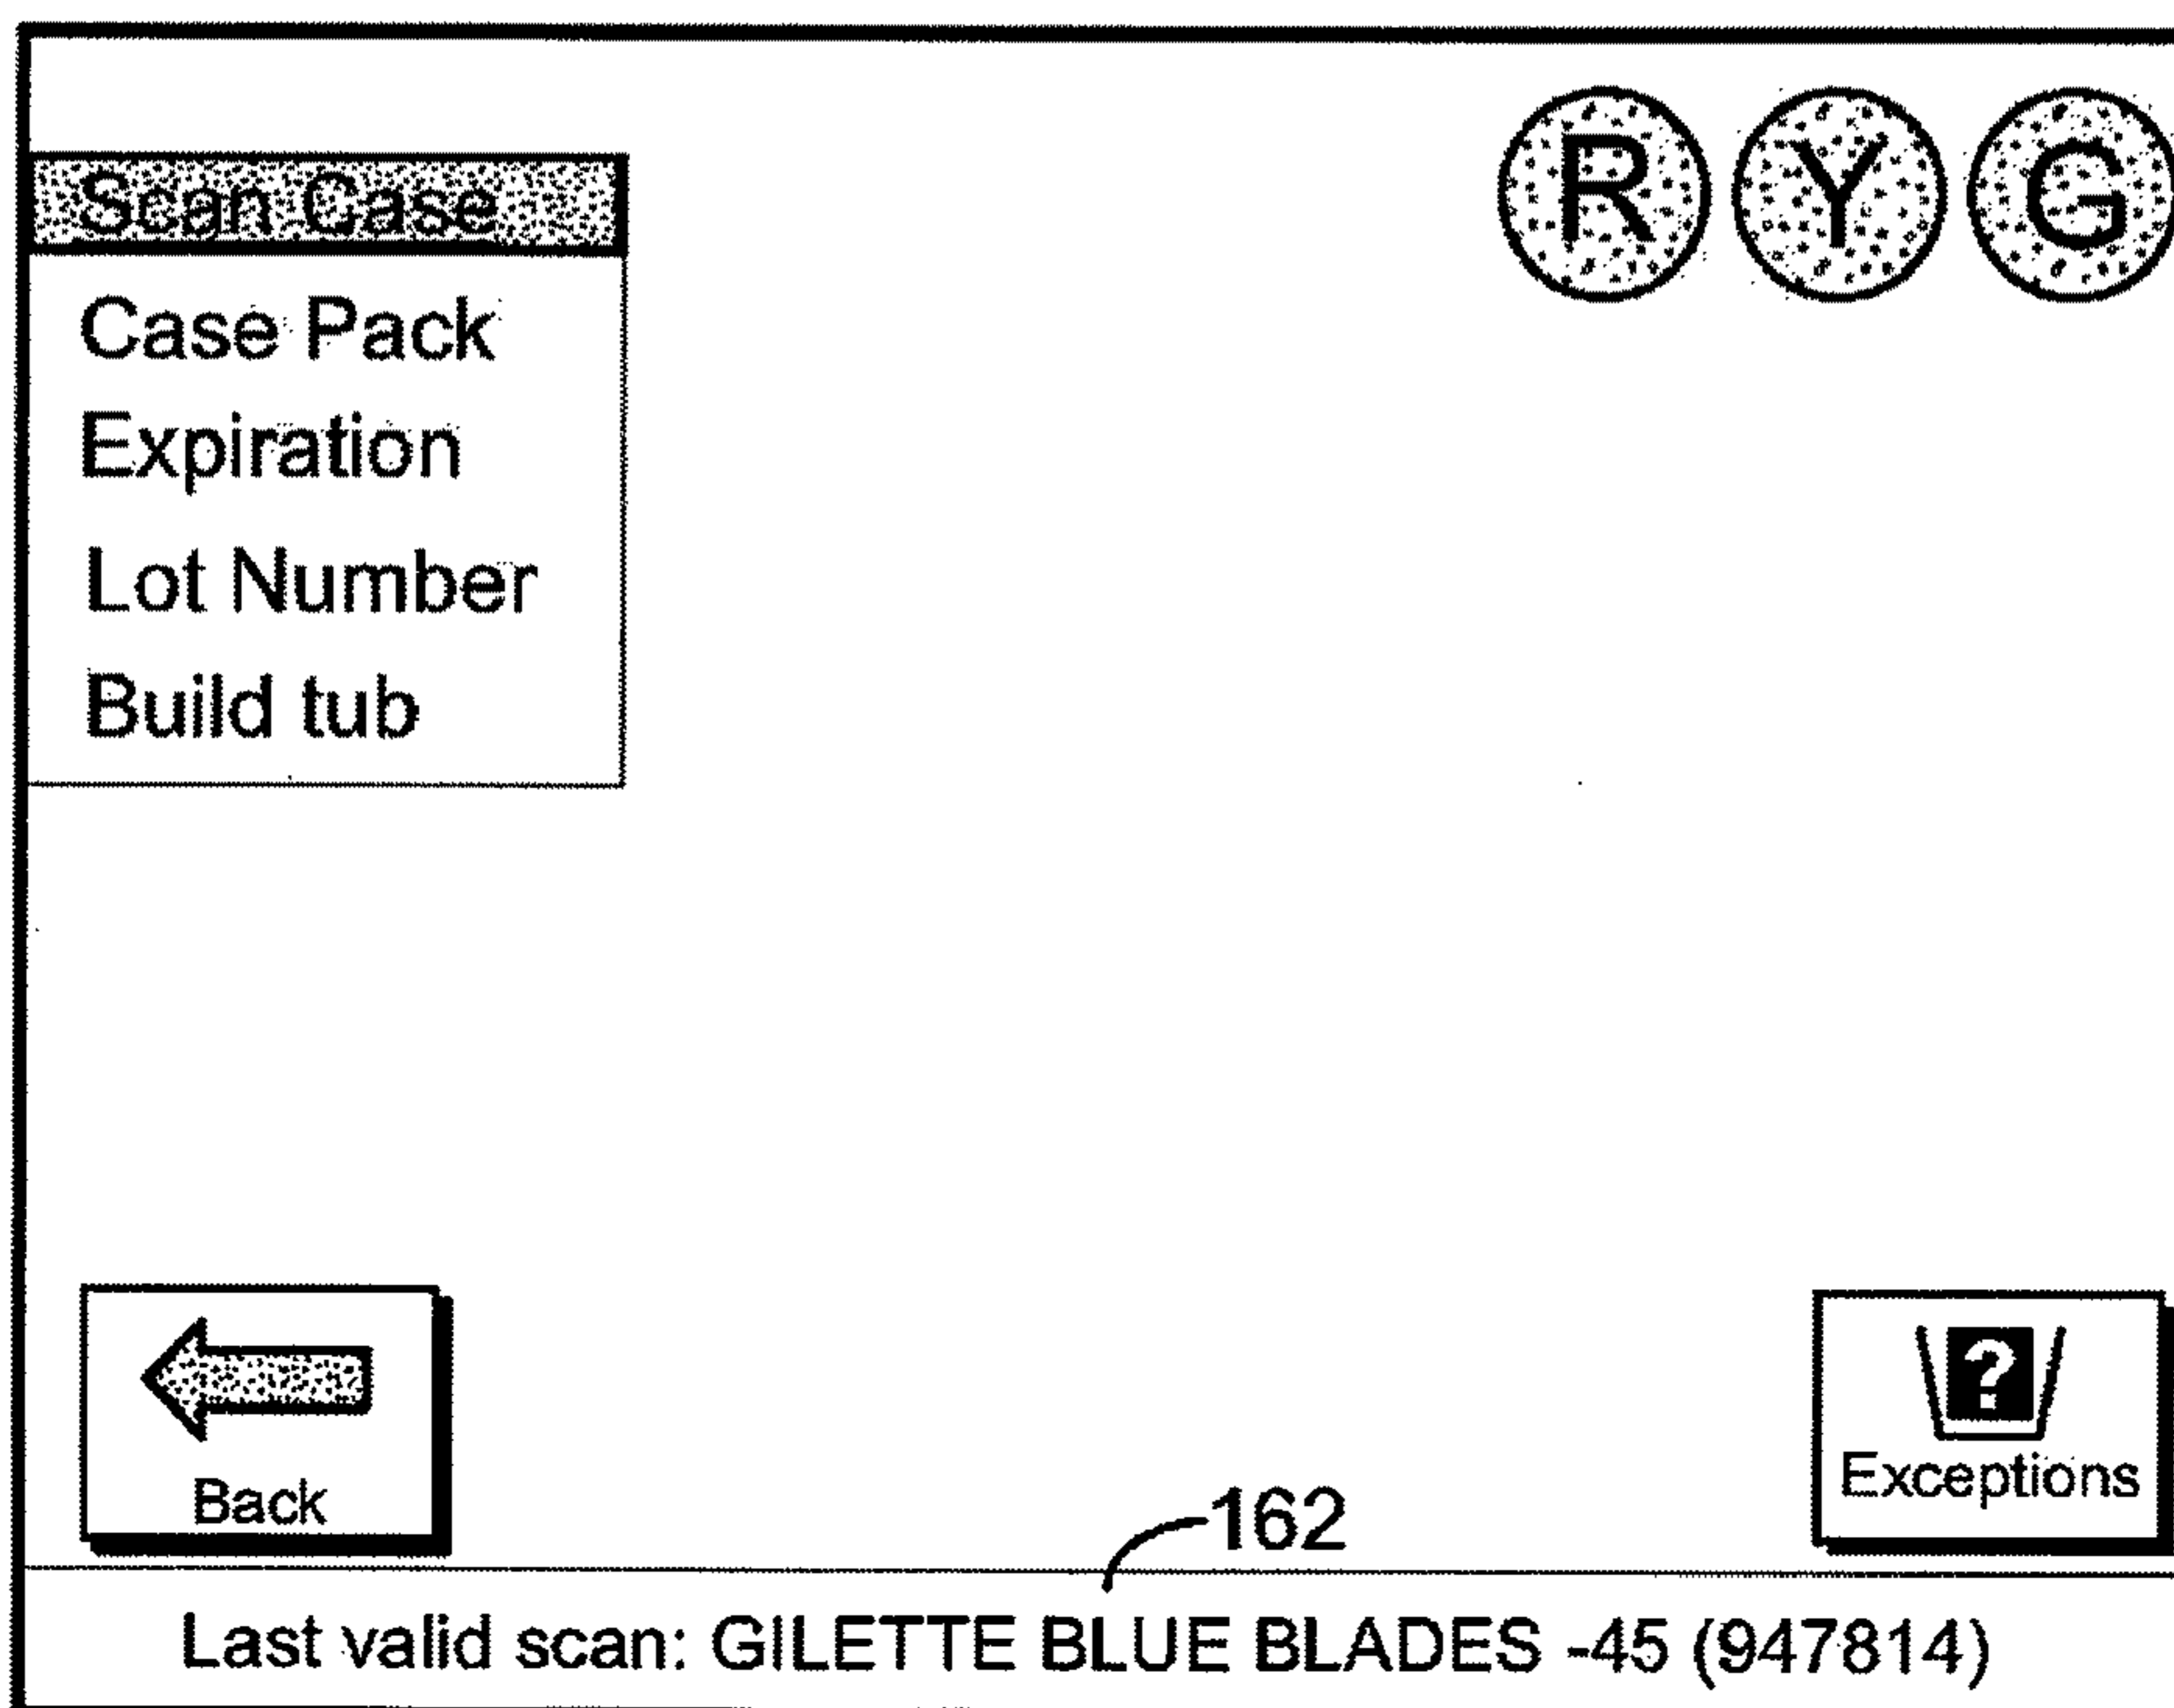 R Y G
Scan Case
Case Pack
Expiration
Lot Number
Build tub
?
Back
Exceptions
162
Last valid scan: GILETTE BLUE BLADES -45 (947814)